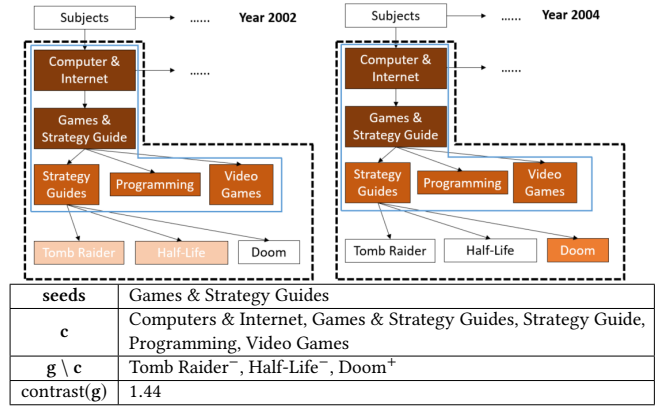 Subjects
......
Year 2002
Computer &
Internet
......
Games &
Strategy Guide
Strategy
Guides
Programming
Video
Games
Tomb Raider
Half-Life
Doom
Subjects
......
Year 2004
Computer &
Internet
......
Games &
Strategy Guide
Strategy
Guides
Programming
Video
Games
Tomb Raider
Half-Life
Doom
seeds Games & Strategy Guides
c Computers & Internet, Games & Strategy Guides, Strategy Guide,
Programming, Video Games
g \ c Tomb Raider⁻, Half-Life⁻, Doom⁺
contrast(g) 1.44